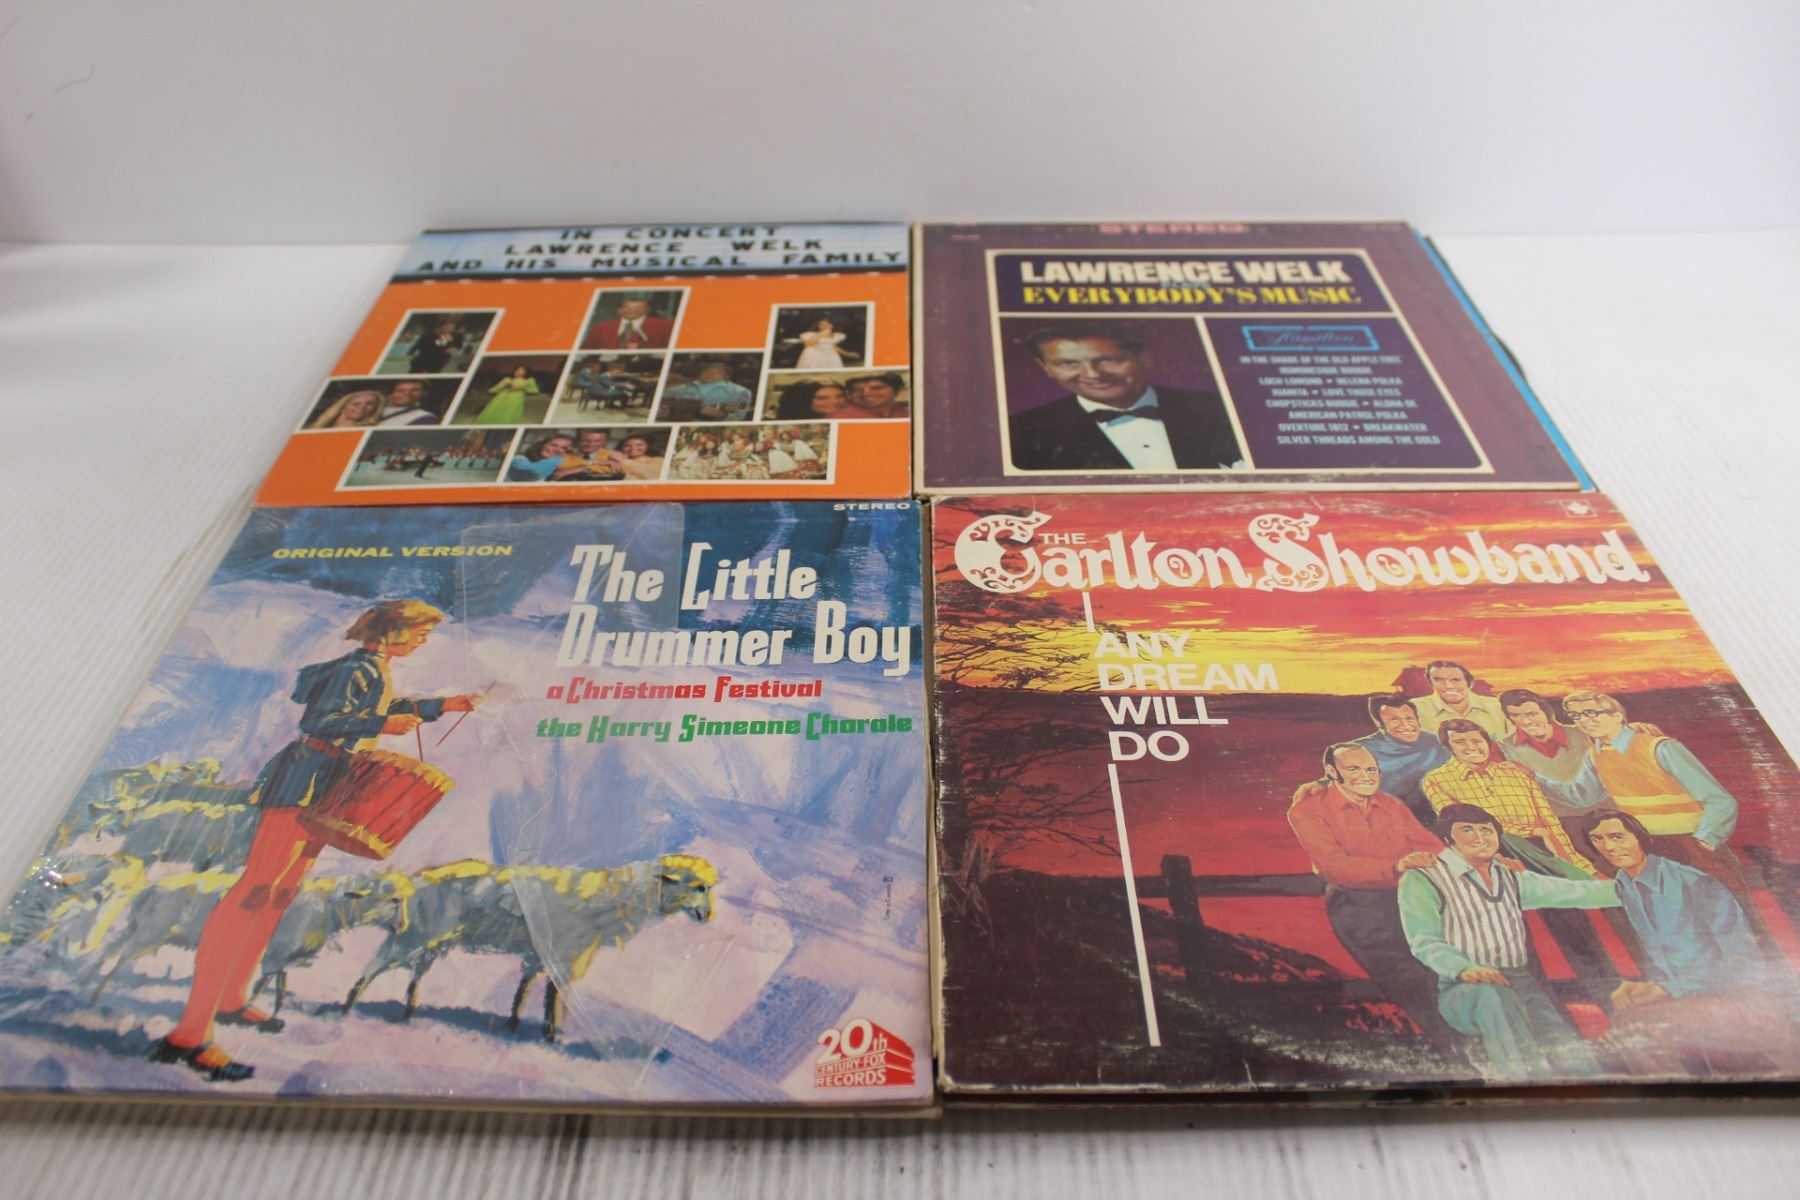 IN CONCERT
LAWRENCE WELK
AND HIS MUSICAL FAMILY
STEREO
LAWRENCE WELK
PLAYS
EVERYBODY'S MUSIC
Hamilton
IN THE SHADE OF THE OLD APPLE TREE
HUMORESQUE BOOGIE
LOCH LOMOND • HELENA POLKA
JUANITA • LOVE THOSE EYES
CHOPSTICKS BOOGIE • ALOHA OE
AMERICAN PATROL POLKA
OVERTURE 1812 • BREAKWATER
SILVER THREADS AMONG THE GOLD
STEREO
ORIGINAL VERSION
The Little
Drummer Boy
a Christmas Festival
the Harry Simeone Chorale
20th
CENTURY-FOX
RECORDS
THE Carlton Showband
ANY
DREAM
WILL
DO